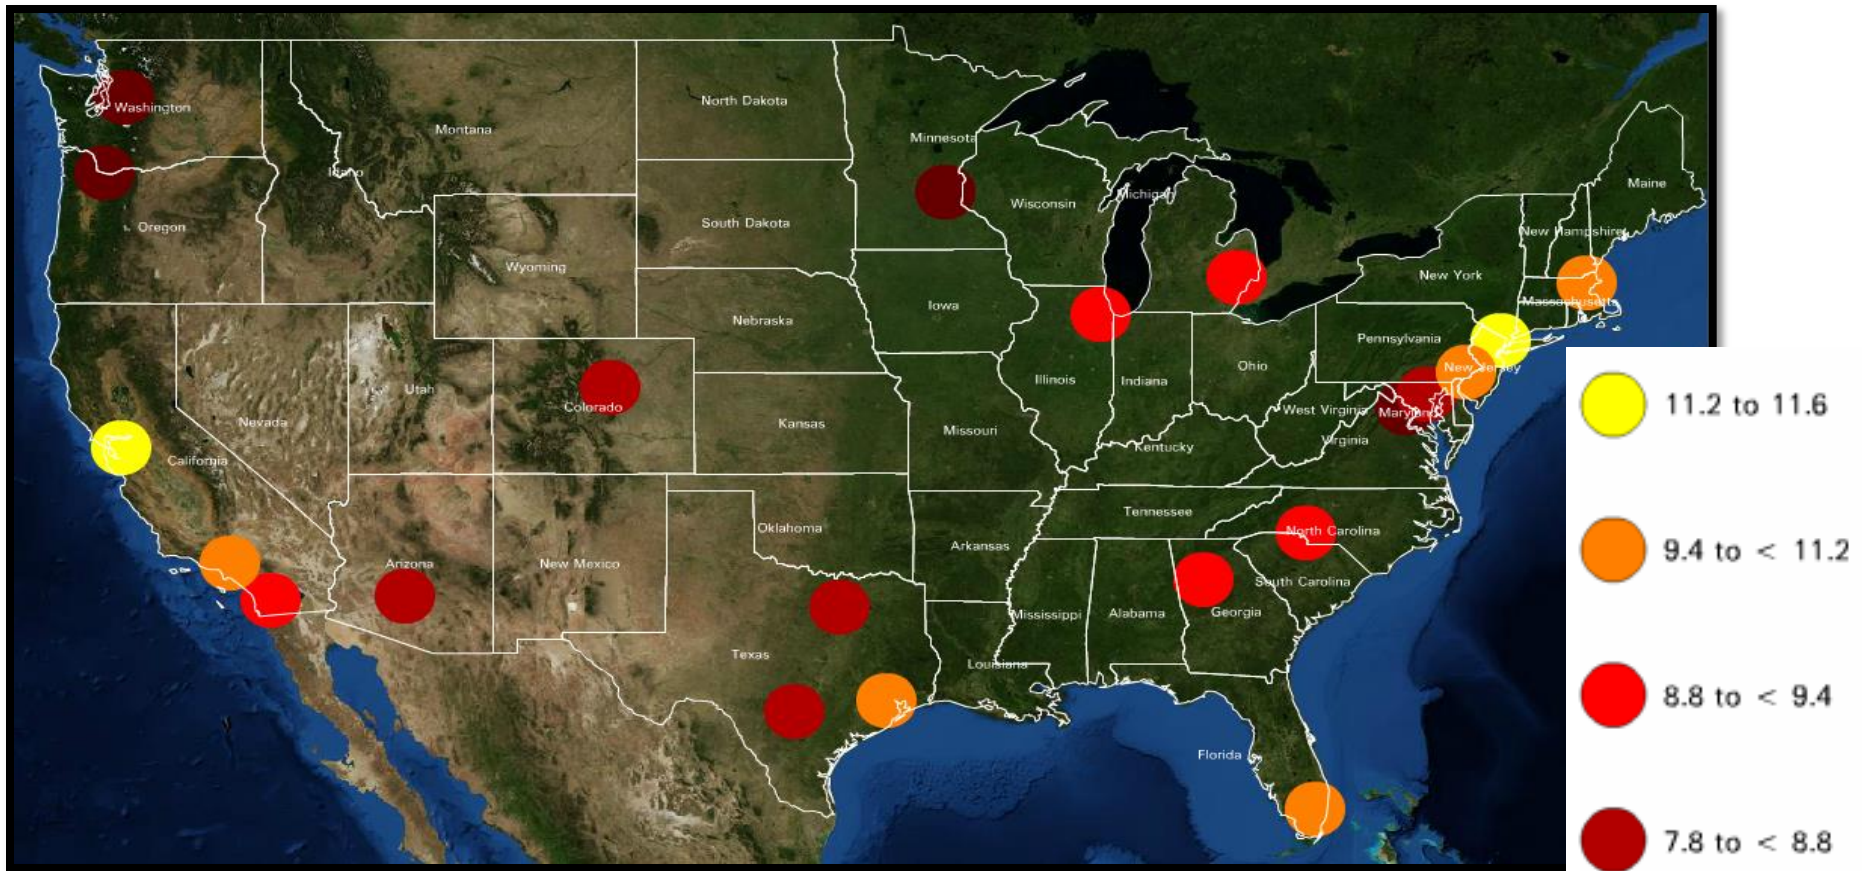 Washington
Montana
North Dakota
Minnesota
Idaho
Maine
Michigan
Wisconsin
Oregon
South Dakota
New Hampshire
Wyoming
New York
Iowa
Massachusetts
Nebraska
Pennsylvania
Ohio
New Jersey
Utah
Colorado
Illinois
Indiana
Nevada
Kansas
Missouri
West Virginia
Maryland
Virginia
Kentucky
California
Tennessee
Oklahoma
North Carolina
Arkansas
Arizona
New Mexico
South Carolina
Mississippi
Alabama
Georgia
Texas
Louisiana
Florida
11.2 to 11.6
9.4 to < 11.2
8.8 to < 9.4
7.8 to < 8.8